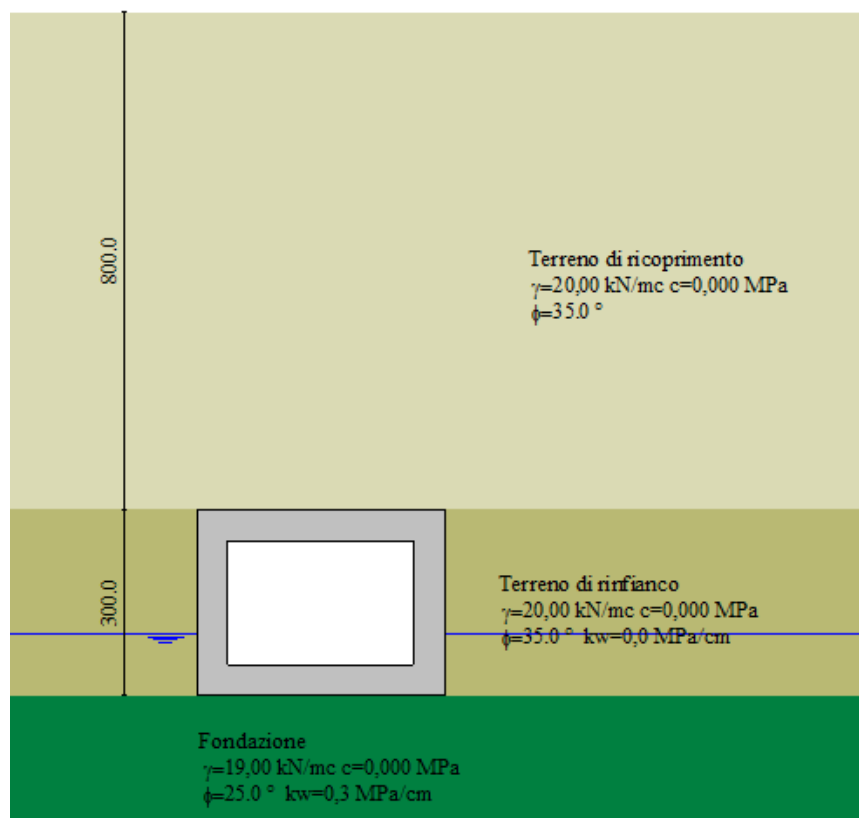 800.0
Terreno di ricoprimento
γ=20,00 kN/mc c=0,000 MPa
ϕ=35.0 °
300.0
Terreno di rinfianco
γ=20,00 kN/mc c=0,000 MPa
ϕ=35.0 ° kw=0,0 MPa/cm
Fondazione
γ=19,00 kN/mc c=0,000 MPa
ϕ=25.0 ° kw=0,3 MPa/cm